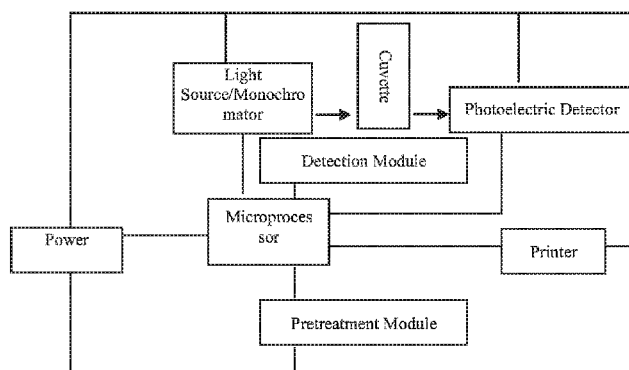 Light
Source/Monochro
mator
Cuvette
Photoelectric Detector
Detection Module
Microproces
sor
Power
Printer
Pretreatment Module